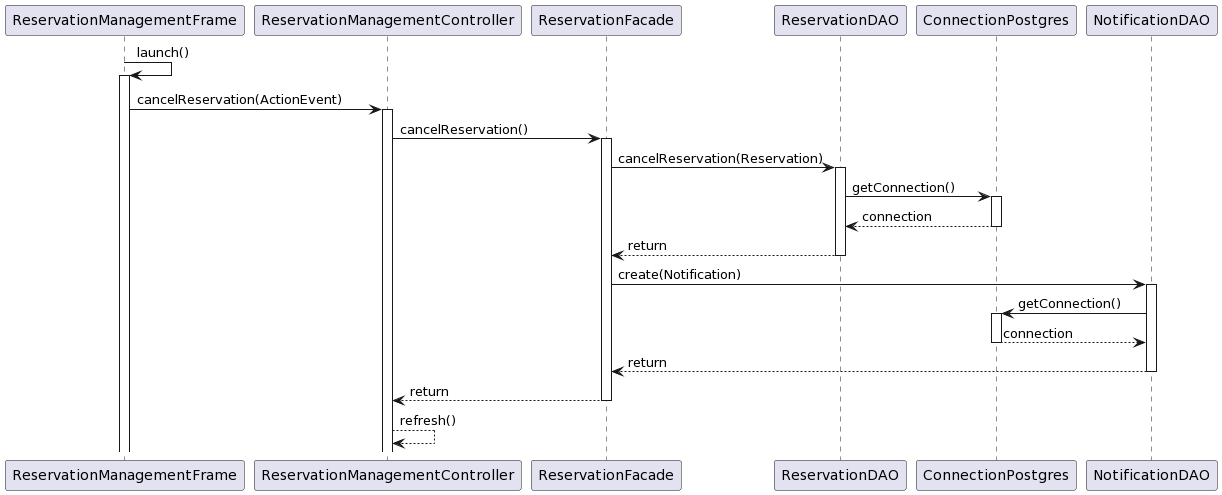 ReservationManagementFrame
ReservationManagementController
ReservationFacade
ReservationDAO
ConnectionPostgres
NotificationDAO
launch()
cancelReservation(ActionEvent)
cancelReservation()
cancelReservation(Reservation)
getConnection()
connection
return
create(Notification)
getConnection()
connection
return
return
refresh()
ReservationManagementFrame
ReservationManagementController
ReservationFacade
ReservationDAO
ConnectionPostgres
NotificationDAO